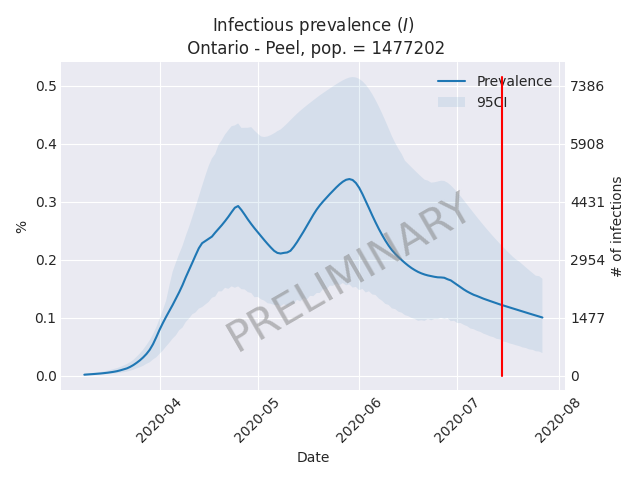 Infectious prevalence (I)
Ontario - Peel, pop. = 1477202
Prevalence
95CI
0.5
0.4
0.3
0.2
0.1
0.0
%
7386
5908
4431
2954
1477
0
# of infections
PRELIMINARY
2020-04
2020-05
2020-06
2020-07
2020-08
Date